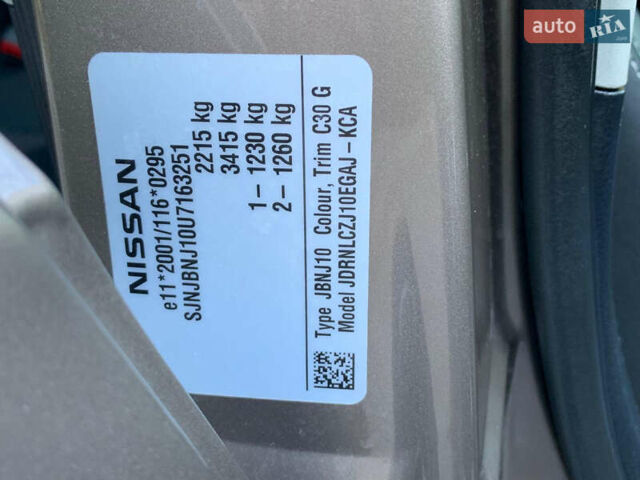 NISSAN
e11*2001/116*0295
SJNJBNJ10U7163251
2215 kg
3415 kg
1 - 1230 kg
2 - 1260 kg
Type JBNJ10 Colour, Trim C30 G
Model JDRNLCZJ10EGAJ - KCA
auto RIA
.com